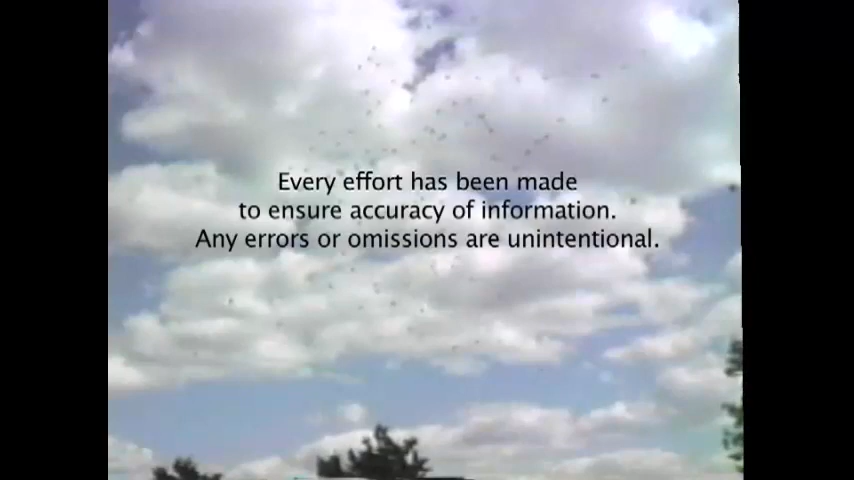 Every effort has been made
to ensure accuracy of information.
Any errors or omissions are unintentional.